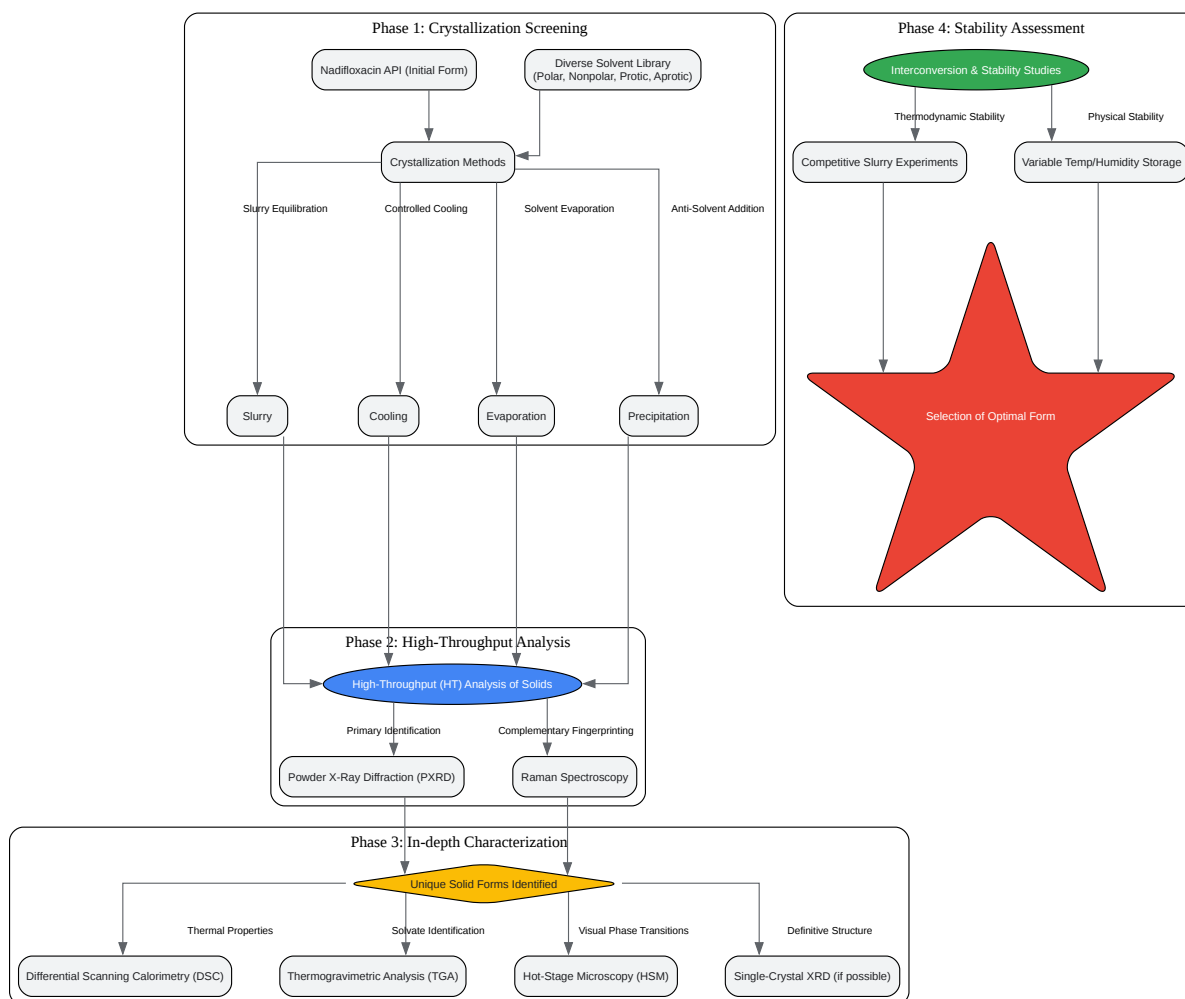 Phase 1: Crystallization Screening
Nadifloxacin API (Initial Form)
Diverse Solvent Library
(Polar, Nonpolar, Protic, Aprotic)
Crystallization Methods
Slurry Equilibration
Controlled Cooling
Solvent Evaporation
Anti-Solvent Addition
Slurry
Cooling
Evaporation
Precipitation
Phase 4: Stability Assessment
Interconversion & Stability Studies
Thermodynamic Stability
Physical Stability
Competitive Slurry Experiments
Variable Temp/Humidity Storage
Selection of Optimal Form
Phase 2: High-Throughput Analysis
High-Throughput (HT) Analysis of Solids
Primary Identification
Complementary Fingerprinting
Powder X-Ray Diffraction (PXRD)
Raman Spectroscopy
Phase 3: In-depth Characterization
Unique Solid Forms Identified
Thermal Properties
Solvate Identification
Visual Phase Transitions
Definitive Structure
Differential Scanning Calorimetry (DSC)
Thermogravimetric Analysis (TGA)
Hot-Stage Microscopy (HSM)
Single-Crystal XRD (if possible)